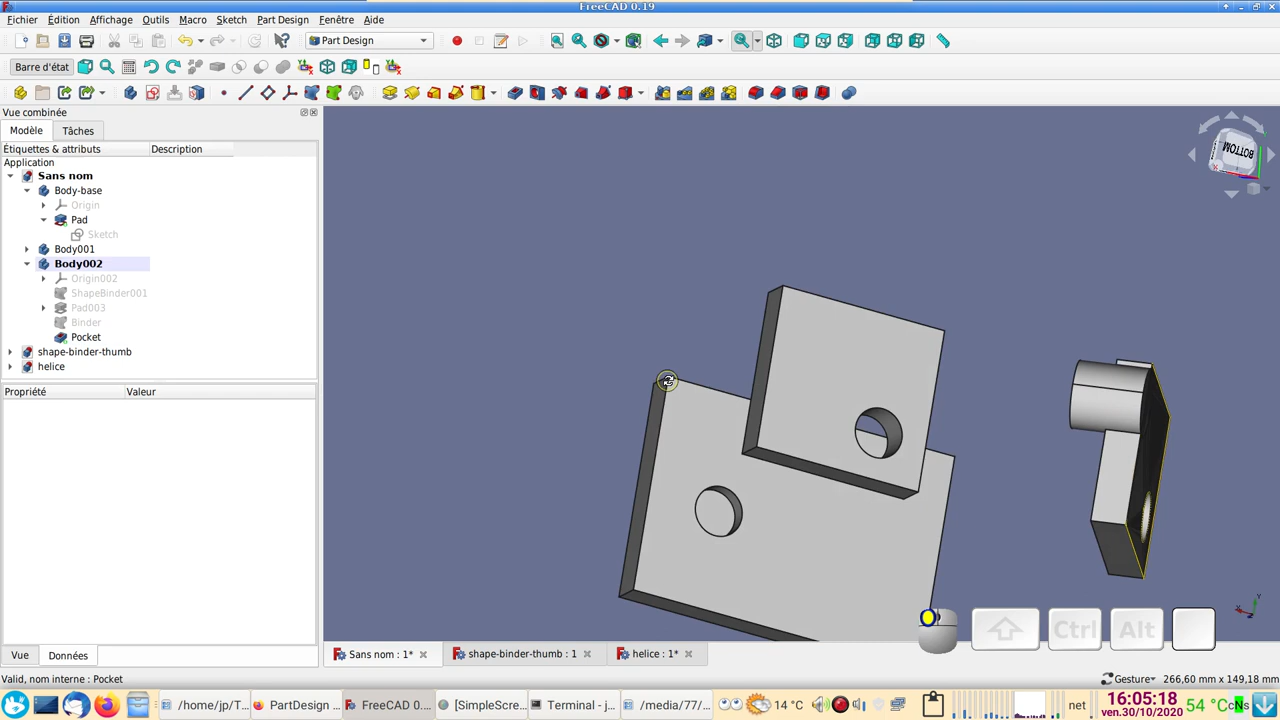 FreeCAD 0.19
Fichier Édition Affichage Outils Macro Sketch Part Design Fenêtre Aide
Part Design
Barre d'état
Vue combinée
Modèle Tâches
Étiquettes & attributs Description
Application
Sans nom
Body-base
Origin
Pad
Sketch
Body001
Body002
Origin002
ShapeBinder001
Pad003
Binder
Pocket
shape-binder-thumb
helice
Propriété Valeur
BOTTOM
Ctrl Alt
Vue Données
Sans nom : 1* shape-binder-thumb : 1 helice : 1*
Valid, nom interne : Pocket
Gesture 266,60 mm x 149,18 mm
/home/jp/T... PartDesign ... FreeCAD 0... [SimpleScre... Terminal - j... /media/77/...
14 °C
net
16:05:18
ven.30/10/2020
54 °C